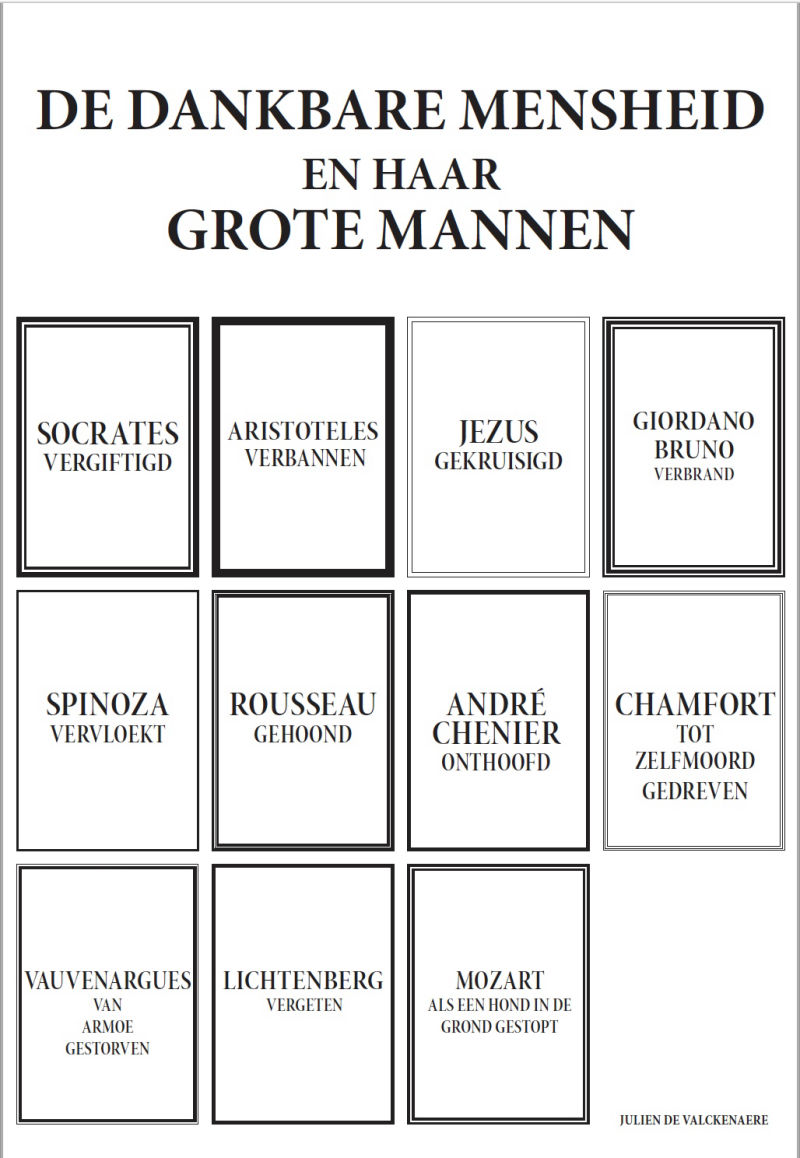 DE DANKBARE MENSHEID
EN HAAR
GROTE MANNEN
SOCRATES
VERGIFTIGD
ARISTOTELES
VERBANNEN
JEZUS
GEKRUISIGD
GIORDANO
BRUNO
VERBRAND
SPINOZA
VERVLOEKT
ROUSSEAU
GEHOOND
ANDRÉ
CHENIER
ONTHOOFD
CHAMFORT
TOT
ZELFMOORD
GEDREVEN
VAUVENARGUES
VAN
ARMOE
GESTORVEN
LICHTENBERG
VERGETEN
MOZART
ALS EEN HOND IN DE
GROND GESTOPT
JULIEN DE VALCKENAERE